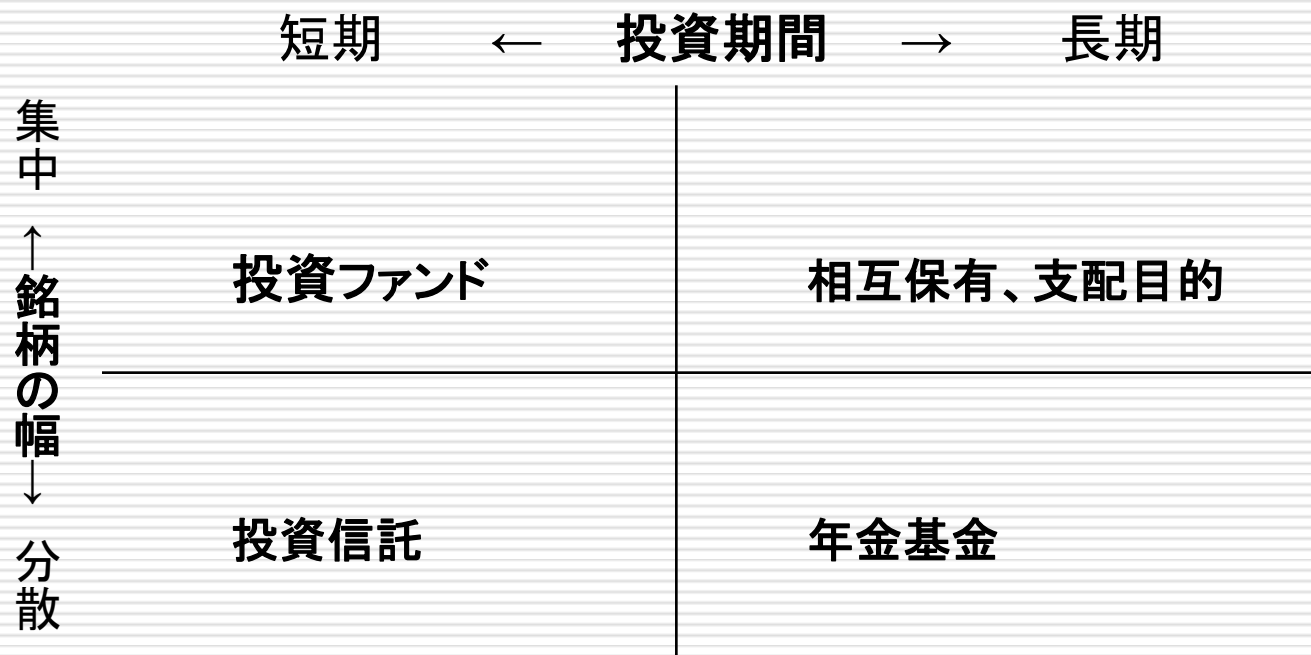 短期 ← 投資期間 → 長期
集中 ↑銘柄の幅↓ 分散
投資ファンド
相互保有、支配目的
投資信託
年金基金